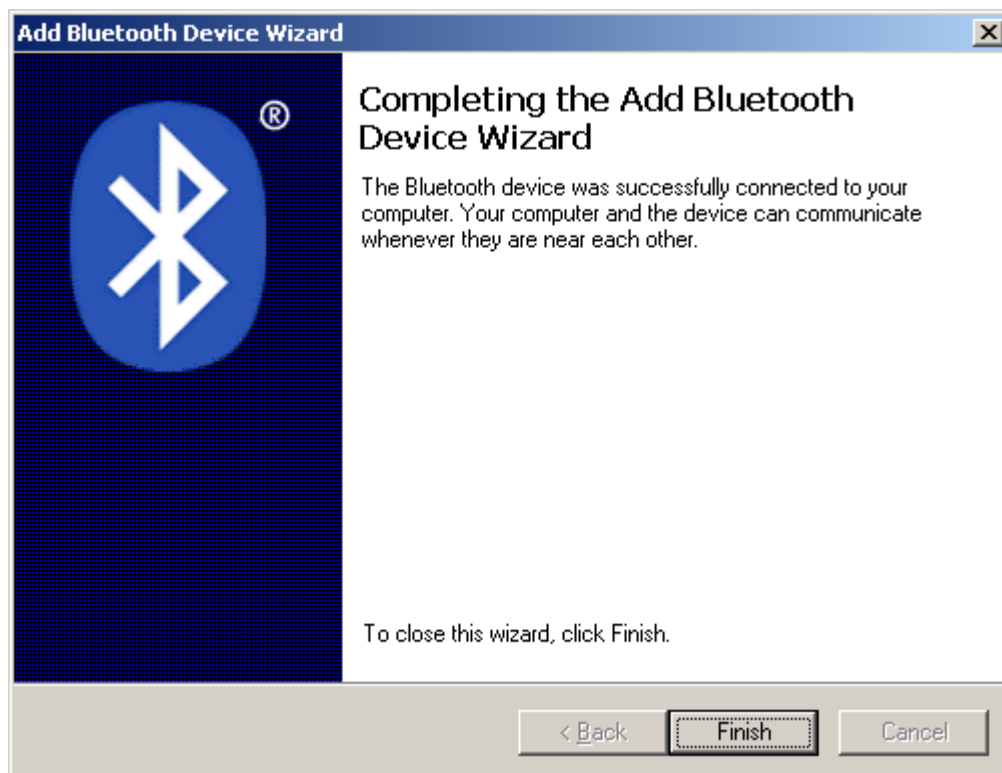 Add Bluetooth Device Wizard
®
Completing the Add Bluetooth
Device Wizard
The Bluetooth device was successfully connected to your
computer. Your computer and the device can communicate
whenever they are near each other.
To close this wizard, click Finish.
< Back Finish Cancel